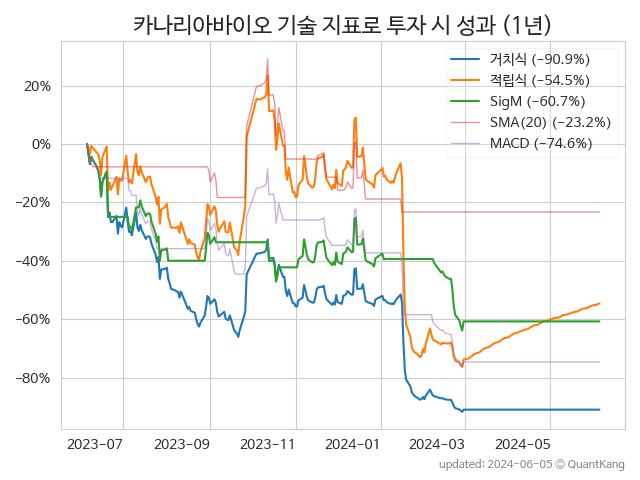 카나리아바이오 기술 지표로 투자 시 성과 (1년)
거치식 (−90.9%)
적립식 (−54.5%)
SigM (−60.7%)
SMA(20) (−23.2%)
MACD (−74.6%)
20%
0%
−20%
−40%
−60%
−80%
2023−07 2023−09 2023−11 2024−01 2024−03 2024−05
updated: 2024−06−05 © QuantKang